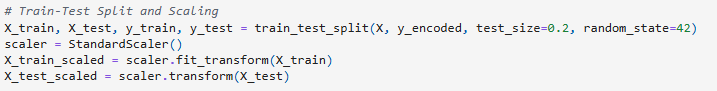 # Train-Test Split and Scaling
X_train, X_test, y_train, y_test = train_test_split(X, y_encoded, test_size=0.2, random_state=42)
scaler = StandardScaler()
X_train_scaled = scaler.fit_transform(X_train)
X_test_scaled = scaler.transform(X_test)